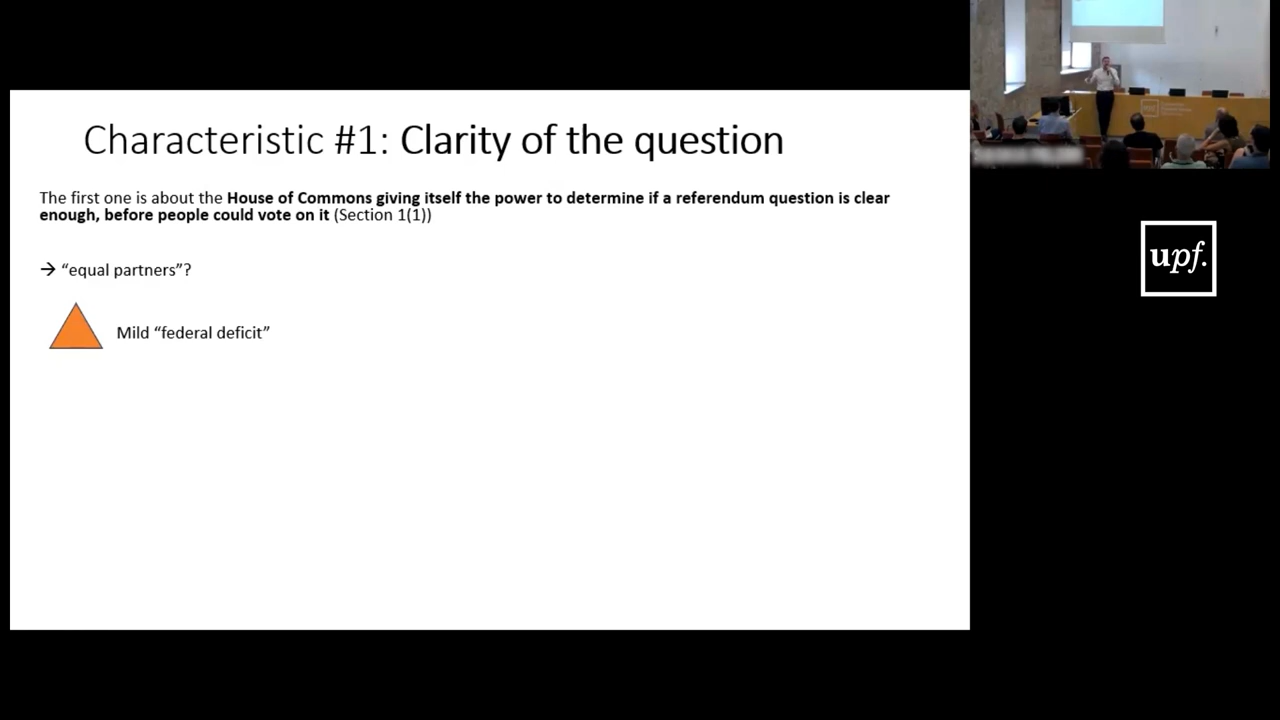 Characteristic #1: Clarity of the question
The first one is about the House of Commons giving itself the power to determine if a referendum question is clear
enough, before people could vote on it (Section 1(1))
→ “equal partners”?
Mild “federal deficit”
upf.